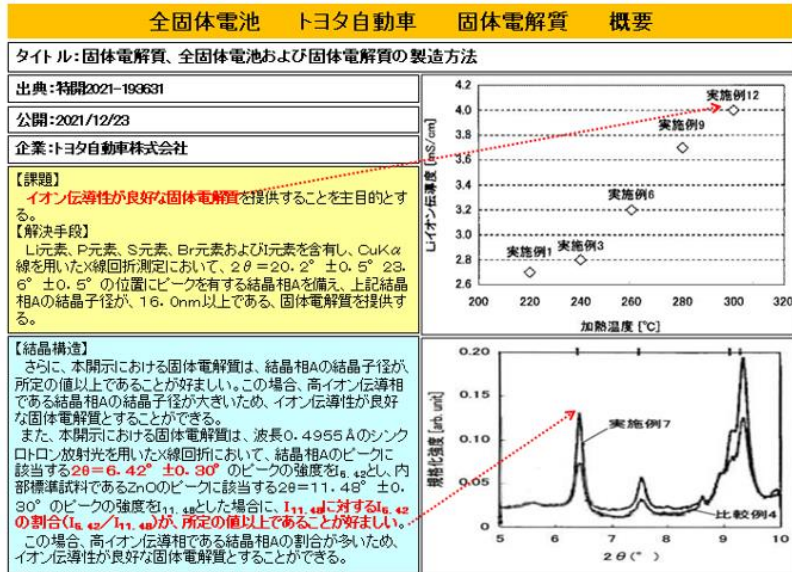 全固体電池 トヨタ自動車 固体電解質 概要
タイトル:固体電解質、全固体電池および固体電解質の製造方法
出典:特開2021-193631
公開:2021/12/23
企業:トヨタ自動車株式会社
【課題】
イオン伝導性が良好な固体電解質を提供することを主目的とす
る。
【解決手段】
Li元素、P元素、S元素、Br元素およびI元素を含有し、CuKα
線を用いたX線回折測定において、2θ=20.2°±0.5°23.
6°±0.5°の位置にピークを有する結晶相Aを備え、上記結晶
相Aの結晶子径が、16.0nm以上である、固体電解質を提供す
る。
【結晶構造】
さらに、本開示における固体電解質は、結晶相Aの結晶子径が、
所定の値以上であることが好ましい。この場合、高イオン伝導相
である結晶相Aの結晶子径が大きいため、イオン伝導性が良好
な固体電解質とすることができる。
また、本開示における固体電解質は、波長0.4955Åのシンク
ロトロン放射光を用いたX線回折において、結晶相Aのピークに
該当する2θ=6.42°±0.30°のピークの強度をI6.42とし、内
部標準試料であるZnOのピークに該当する2θ=11.48°±0.
30°のピークの強度をI11.48とした場合に、I11.48に対するI6.42
の割合(I6.42/I11.48)が、所定の値以上であることが好ましい。
この場合、高イオン伝導相である結晶相Aの割合が多いため、
イオン伝導性が良好な固体電解質とすることができる。
Liイオン伝導度 [mS/cm]
4.2
4.0
3.8
3.6
3.4
3.2
3.0
2.8
2.6
実施例12
実施例9
実施例6
実施例3
実施例1
200 220 240 260 280 300 320
加熱温度 [℃]
規格化強度 [arb. unit]
0.20
0.15
0.10
0.05
0
実施例7
比較例4
5 6 7 8 9 10
2θ(°)